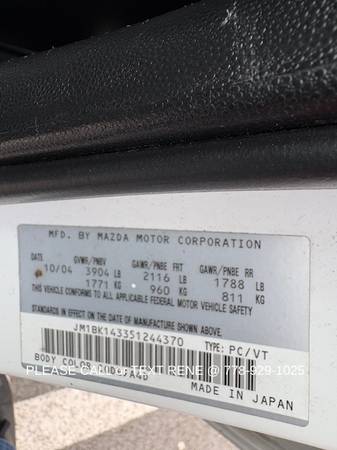 MFD. BY MAZDA MOTOR CORPORATION
DATE GVWR/PNBV GAWR/PNBE FRT GAWR/PNBE RR
10/04 3904 LB 2116 LB 1788 LB
1771 KG 960 KG 811 KG
THIS VEHICLE CONFORMS TO ALL APPLICABLE FEDERAL MOTOR VEHICLE SAFETY
STANDARDS IN EFFECT ON THE DATE OF MANUFACTURE SHOWN ABOVE.
JM1BK143351244370 TYPE: PC/VT
BODY COLOR CODE: A4D
PLEASE CALL or TEXT RENE @ 778-929-1025
MADE IN JAPAN